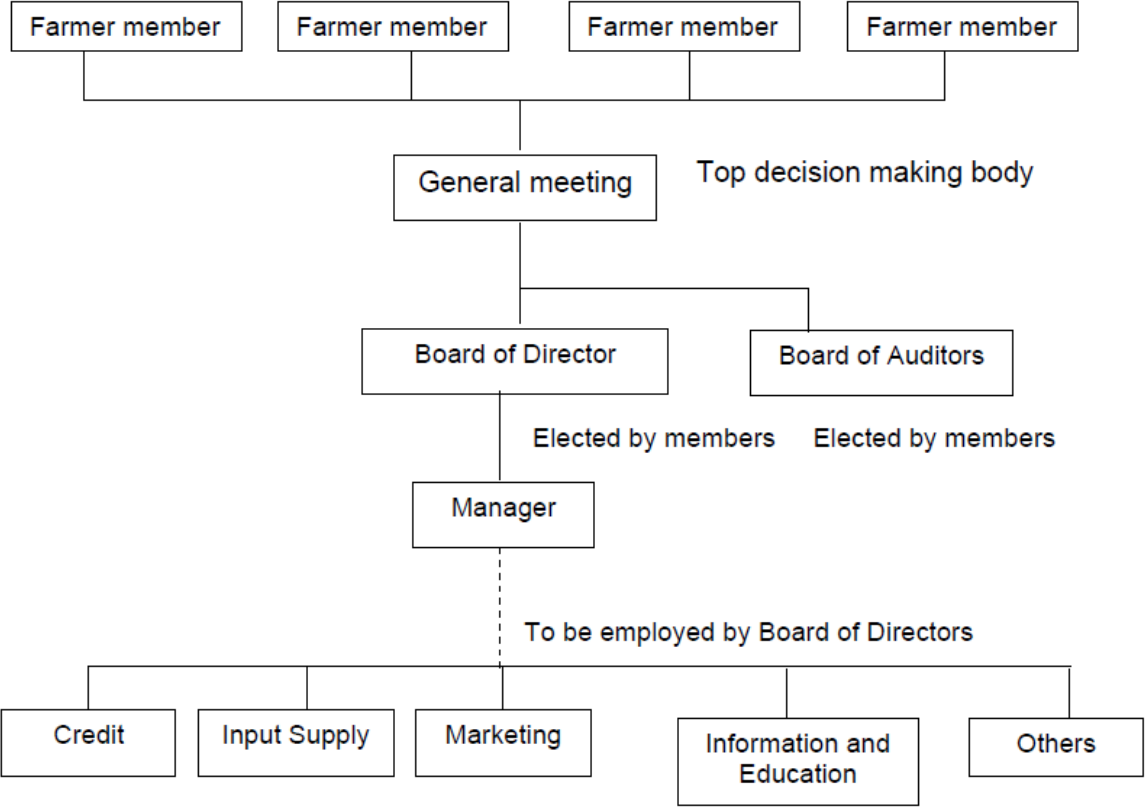 Farmer member
Farmer member
Farmer member
Farmer member
General meeting
Top decision making body
Board of Director
Board of Auditors
Elected by members
Elected by members
Manager
To be employed by Board of Directors
Credit
Input Supply
Marketing
Information and
Education
Others